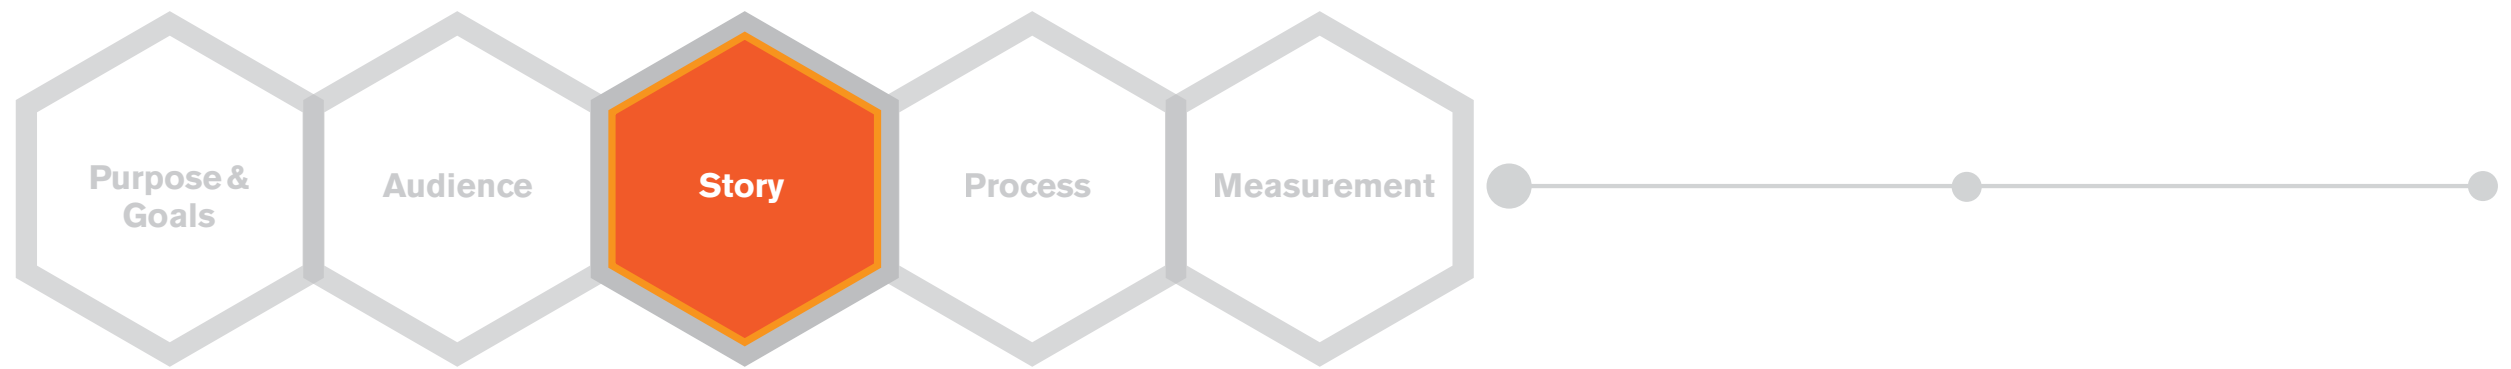 Purpose &
Goals
Audience
Story
Process
Measurement